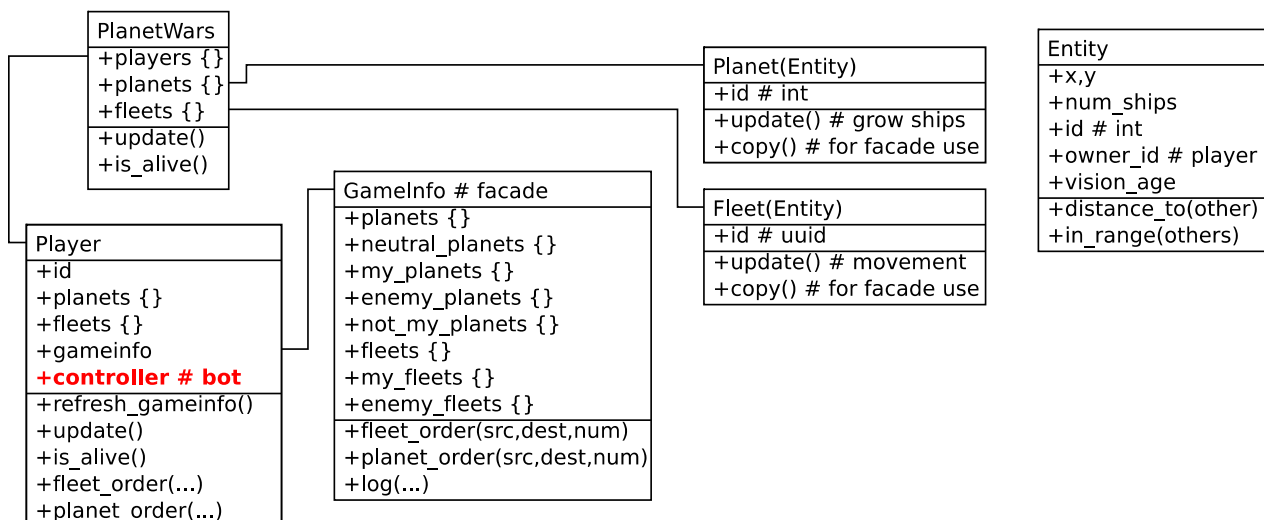 PlanetWars
+players {}
+planets {}
+fleets {}
+update()
+is_alive()
Player
+id
+planets {}
+fleets {}
+gameinfo
+controller # bot
+refresh_gameinfo()
+update()
+is_alive()
+fleet_order(...)
+planet_order(...)
GameInfo # facade
+planets {}
+neutral_planets {}
+my_planets {}
+enemy_planets {}
+not_my_planets {}
+fleets {}
+my_fleets {}
+enemy_fleets {}
+fleet_order(src,dest,num)
+planet_order(src,dest,num)
+log(...)
Planet(Entity)
+id # int
+update() # grow ships
+copy() # for facade use
Fleet(Entity)
+id # uuid
+update() # movement
+copy() # for facade use
Entity
+x,y
+num_ships
+id # int
+owner_id # player
+vision_age
+distance_to(other)
+in_range(others)